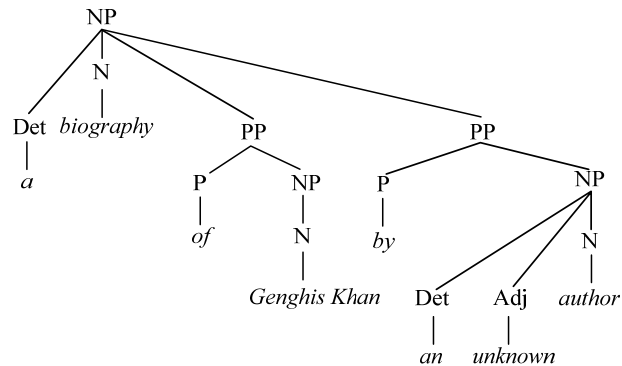 NP
N
Det biography PP PP
a P NP P NP
of N by N
Genghis Khan Det Adj author
an unknown